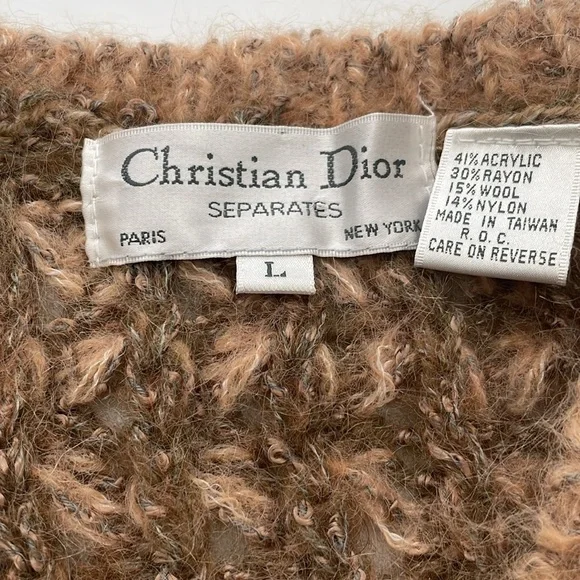 Christian Dior
SEPARATES
PARIS NEW YORK
L
41% ACRYLIC
30% RAYON
15% WOOL
14% NYLON
MADE IN TAIWAN
R.O.C.
CARE ON REVERSE